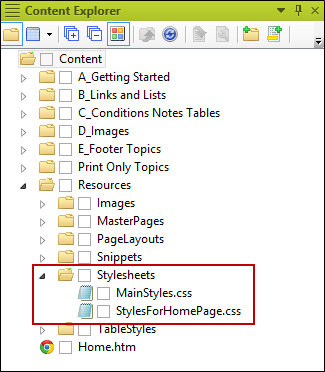 Content Explorer
Content
A_Getting Started
B_Links and Lists
C_Conditions Notes Tables
D_Images
E_Footer Topics
Print Only Topics
Resources
Images
MasterPages
PageLayouts
Snippets
Stylesheets
MainStyles.css
StylesForHomePage.css
TableStyles
Home.htm